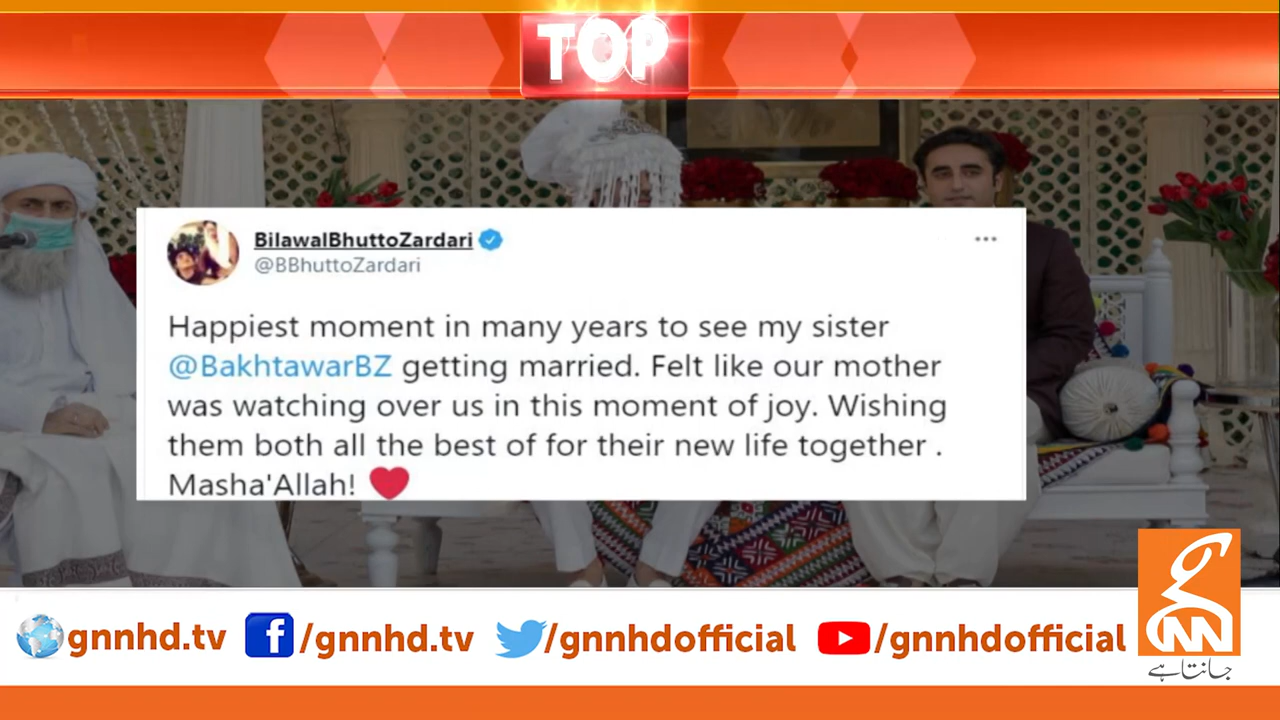 TOP
BilawalBhuttoZardari
@BBhuttoZardari
Happiest moment in many years to see my sister
@BakhtawarBZ getting married. Felt like our mother
was watching over us in this moment of joy. Wishing
them both all the best of for their new life together .
Masha'Allah! ❤
gnnhd.tv
/gnnhd.tv
/gnnhdofficial
/gnnhdofficial
GNN
جانتا ہے